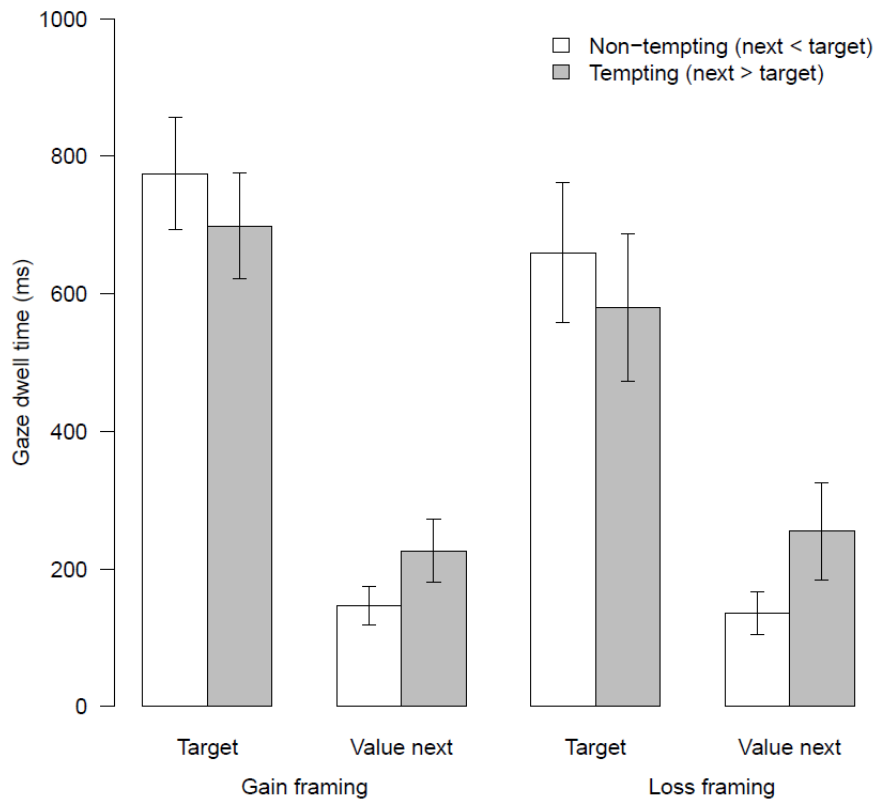 1000
800
600
400
200
0
Gaze dwell time (ms)
Non−tempting (next < target)
Tempting (next > target)
Target Value next Target Value next
Gain framing Loss framing